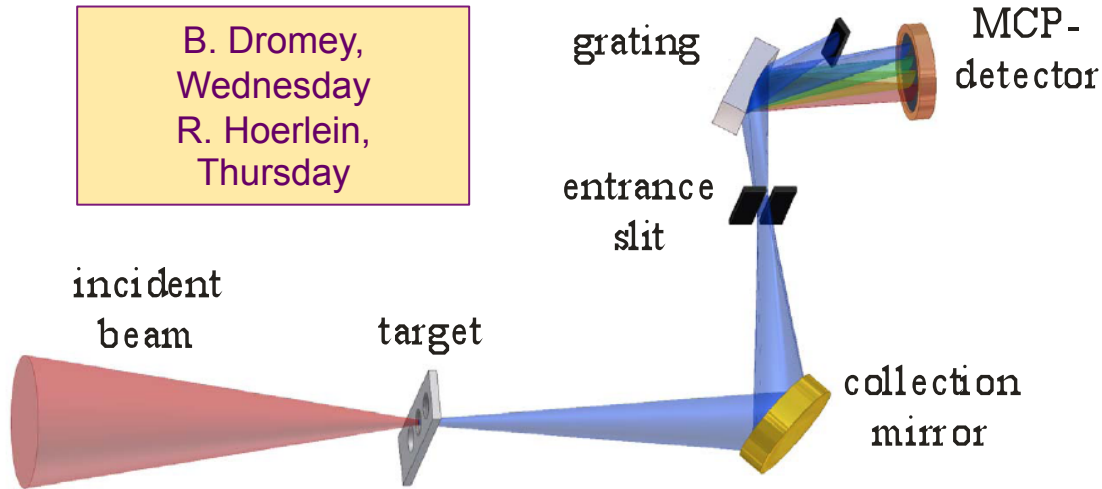 B. Dromey,
Wednesday
R. Hoerlein,
Thursday
grating
MCP-
detector
entrance
slit
incident
beam
target
collection
mirror